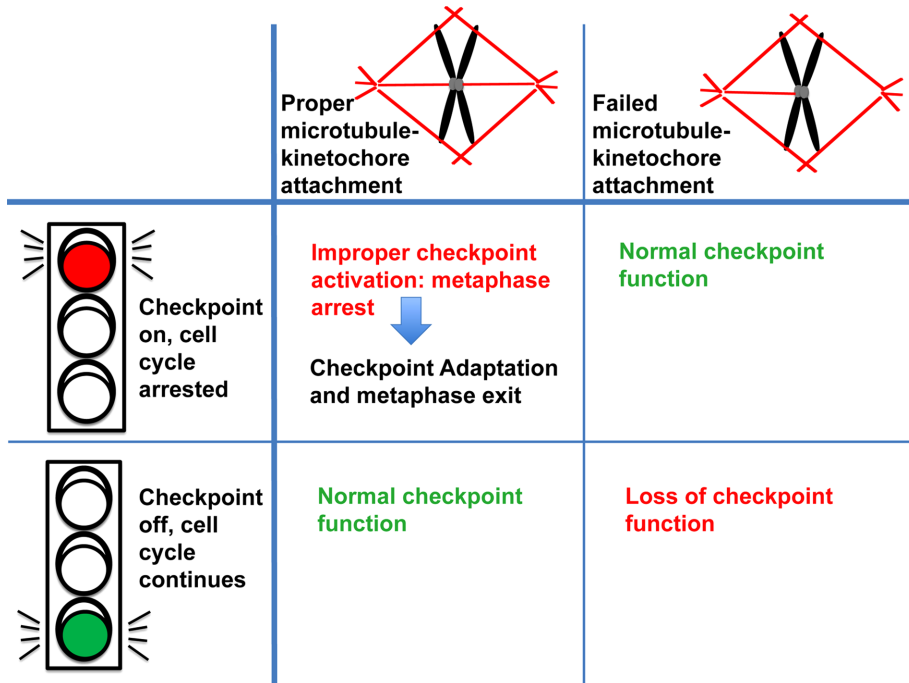 Proper
microtubule-
kinetochore
attachment
Failed
microtubule-
kinetochore
attachment
Checkpoint
on, cell
cycle
arrested
Improper checkpoint
activation: metaphase
arrest
Checkpoint Adaptation
and metaphase exit
Normal checkpoint
function
Checkpoint
off, cell
cycle
continues
Normal checkpoint
function
Loss of checkpoint
function